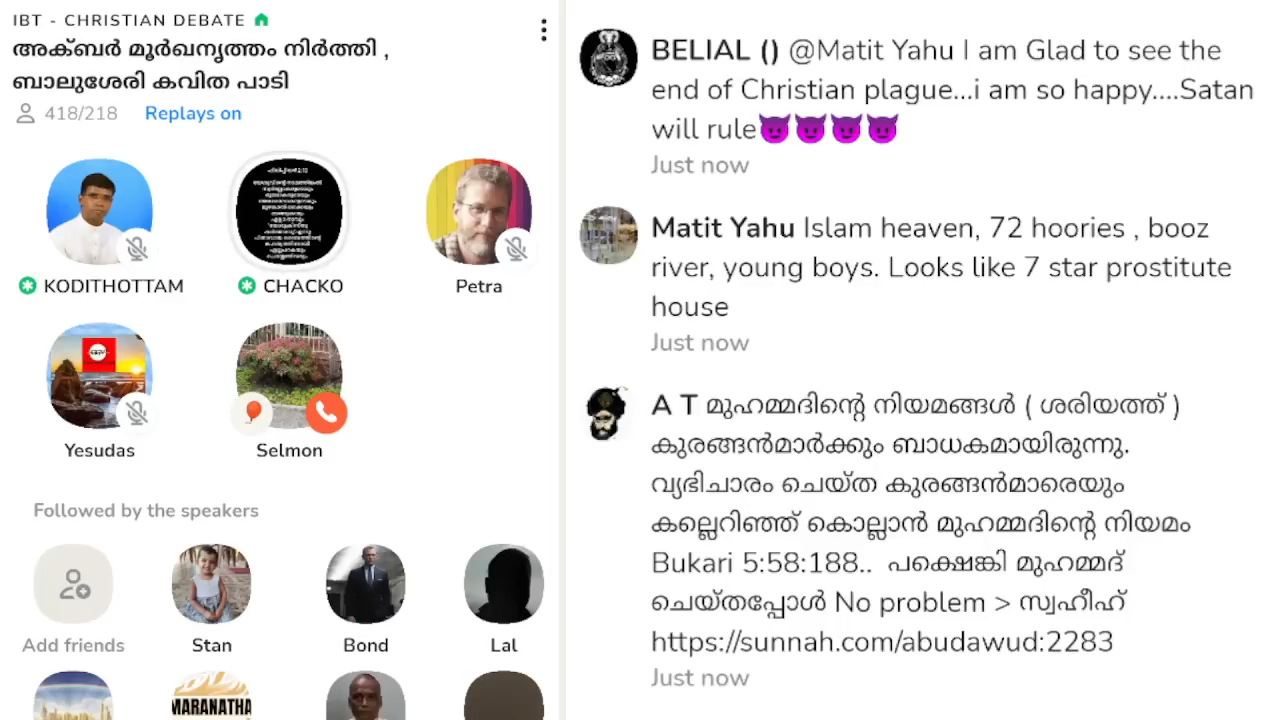 IBT - CHRISTIAN DEBATE
അക്ബർ മൂർഖനൃത്തം നിർത്തി ,
ബാലുശേരി കവിത പാടി
418/218 Replays on
KODITHOTTAM CHACKO Petra
Yesudas Selmon
Followed by the speakers
Add friends Stan Bond Lal
MARANATHA
BELIAL () @Matit Yahu I am Glad to see the
end of Christian plague...i am so happy....Satan
will rule😈😈😈😈
Just now
Matit Yahu Islam heaven, 72 hoories , booz
river, young boys. Looks like 7 star prostitute
house
Just now
A T മുഹമ്മദിന്റെ നിയമങ്ങൾ ( ശരിയത്ത് )
കുരങ്ങൻമാർക്കും ബാധകമായിരുന്നു.
വ്യഭിചാരം ചെയ്ത കുരങ്ങൻമാരെയും
കല്ലെറിഞ്ഞ് കൊല്ലാൻ മുഹമ്മദിന്റെ നിയമം
Bukari 5:58:188.. പക്ഷെങ്കി മുഹമ്മദ്
ചെയ്തപ്പോൾ No problem > സ്വഹീഹ്
https://sunnah.com/abudawud:2283
Just now